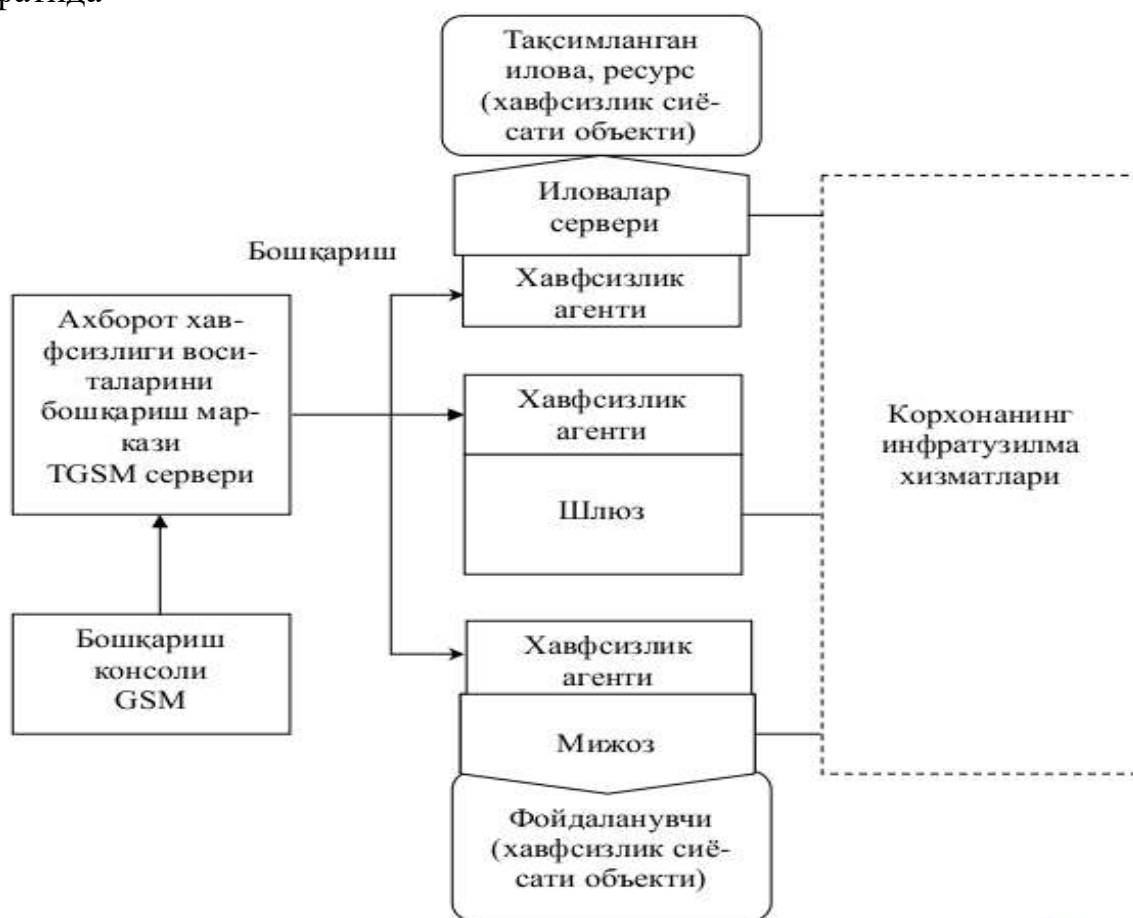 Тақсимланган
илова, ресурс
(хавфсизлик сиё-
сати объекти)
Иловалар
сервери
Бошқариш
Хавфсизлик
агенти
Ахборот хав-
фсизлиги воси-
таларини
бошқариш мар-
кази
TGSM сервери
Хавфсизлик
агенти
Шлюз
Корхонанинг
инфратузилма
хизматлари
Бошқариш
консоли
GSM
Хавфсизлик
агенти
Мижоз
Фойдаланувчи
(хавфсизлик сиё-
сати объекти)